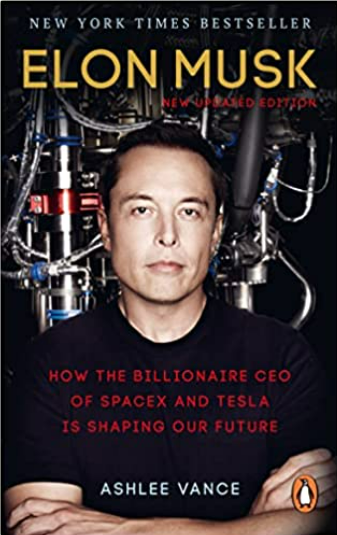 NEW YORK TIMES BESTSELLER
ELON MUSK
NEW UPDATED EDITION
HOW THE BILLIONAIRE CEO
OF SPACEX AND TESLA
IS SHAPING OUR FUTURE
ASHLEE VANCE